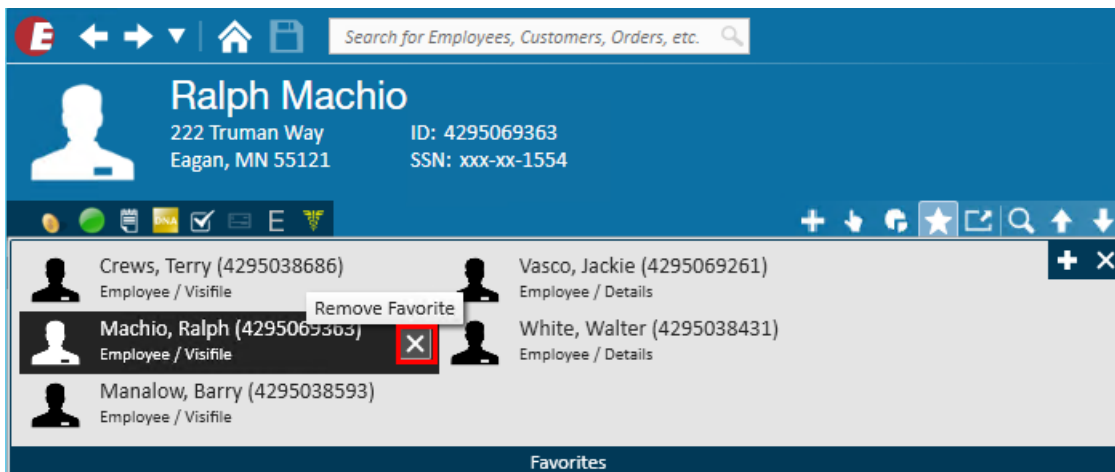 E
Search for Employees, Customers, Orders, etc.
Ralph Machio
222 Truman Way
ID: 4295069363
Eagan, MN 55121
SSN: xxx-xx-1554
DNA
E
Crews, Terry (4295038686)
Employee / Visifile
Vasco, Jackie (4295069261)
Employee / Details
Remove Favorite
Machio, Ralph (4295069363)
Employee / Visifile
White, Walter (4295038431)
Employee / Details
Manalow, Barry (4295038593)
Employee / Visifile
Favorites